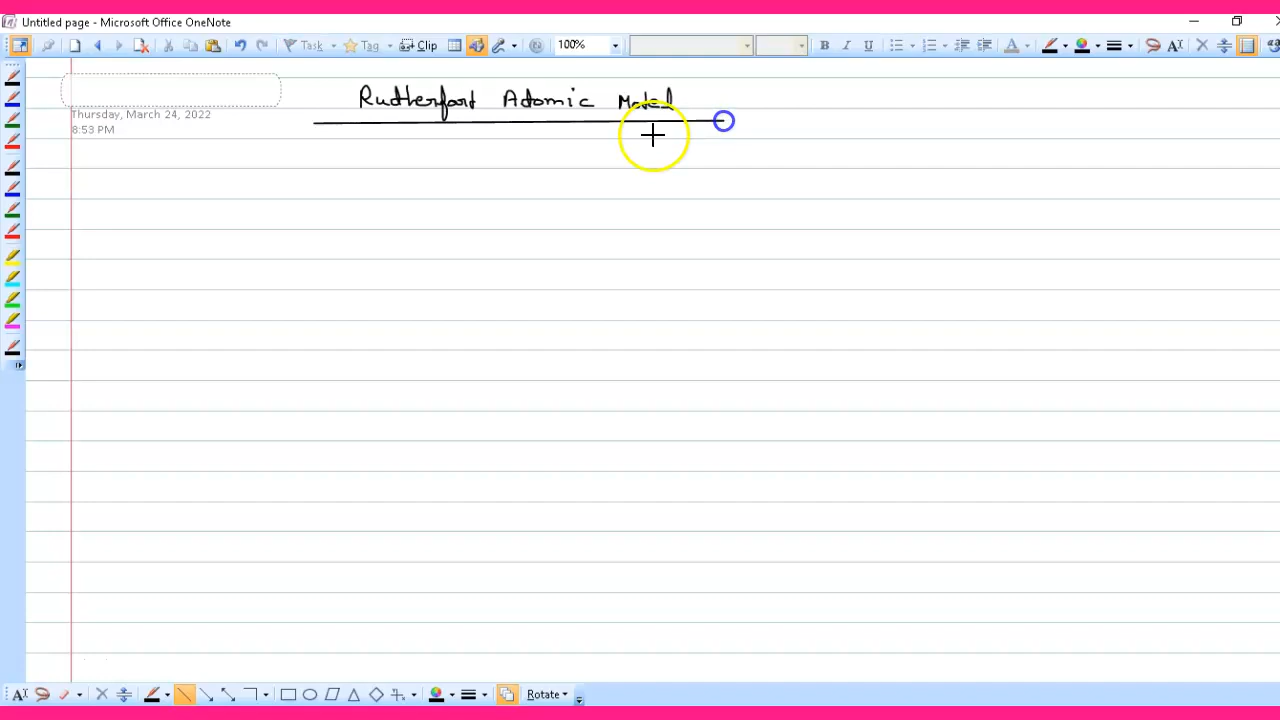 Untitled page - Microsoft Office OneNote
Task
Tag
Clip
100%
B I U
Rutherfort Adomic Model
Thursday, March 24, 2022
8:53 PM
Rotate